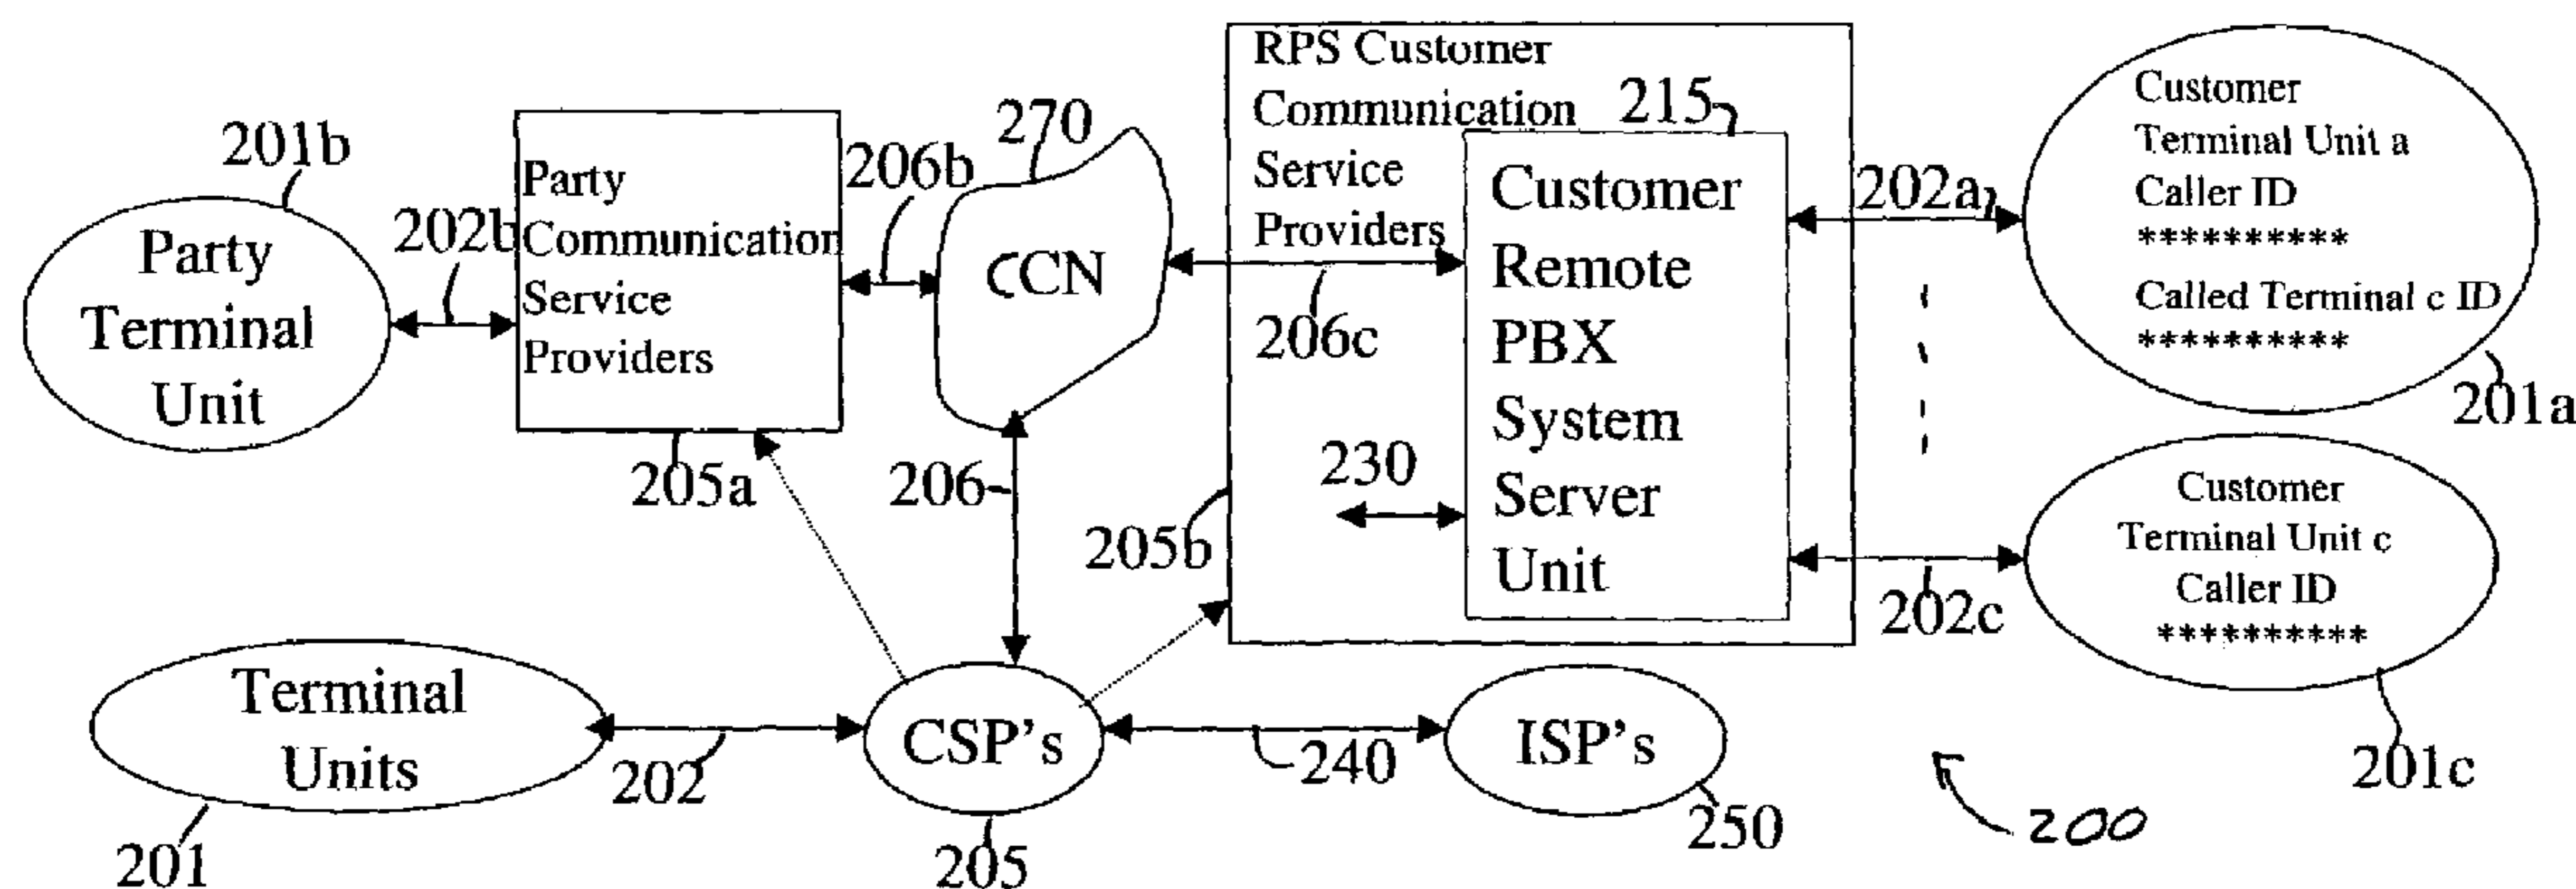 201b
Party
Terminal
Unit
202b
Party
Communication
Service
Providers
205a
206b
270
CCN
206
RPS Customer
Communication
Service
Providers
206c
215
Customer
Remote
PBX
System
Server
Unit
230
205b
202a
Customer
Terminal Unit a
Caller ID
**********
Called Terminal c ID
**********
201a
202c
Customer
Terminal Unit c
Caller ID
**********
201c
Terminal
Units
201
202
CSP's
205
240
ISP's
250
200